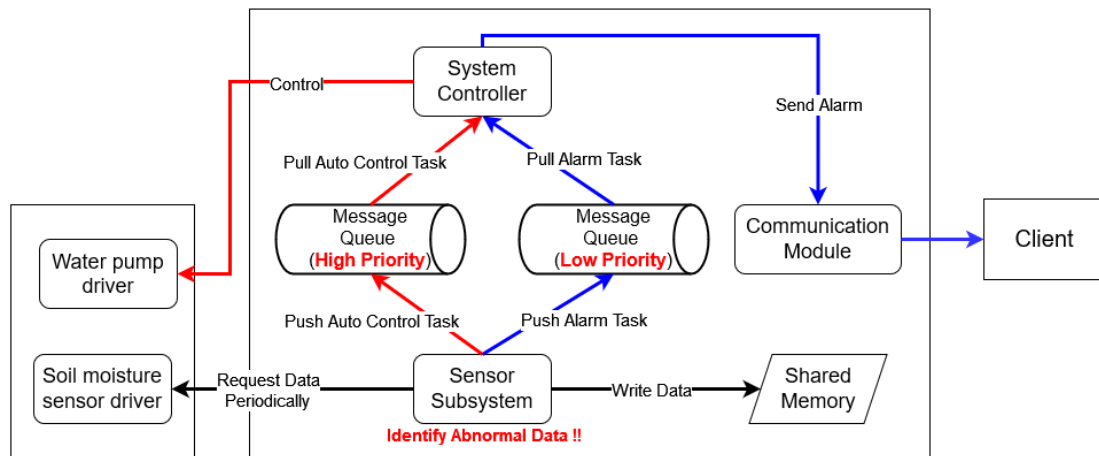 System
Controller
Control
Send Alarm
Pull Auto Control Task
Pull Alarm Task
Message
Queue
(High Priority)
Message
Queue
(Low Priority)
Communication
Module
Client
Water pump
driver
Push Auto Control Task
Push Alarm Task
Soil moisture
sensor driver
Request Data
Periodically
Sensor
Subsystem
Write Data
Shared
Memory
Identify Abnormal Data !!